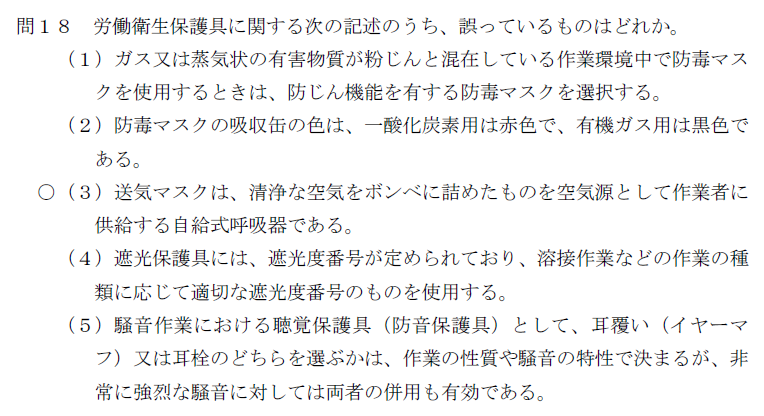 問１８　労働衛生保護具に関する次の記述のうち、誤っているものはどれか。
（１）ガス又は蒸気状の有害物質が粉じんと混在している作業環境中で防毒マス
クを使用するときは、防じん機能を有する防毒マスクを選択する。
（２）防毒マスクの吸収缶の色は、一酸化炭素用は赤色で、有機ガス用は黒色で
ある。
○（３）送気マスクは、清浄な空気をボンベに詰めたものを空気源として作業者に
供給する自給式呼吸器である。
（４）遮光保護具には、遮光度番号が定められており、溶接作業などの作業の種
類に応じて適切な遮光度番号のものを使用する。
（５）騒音作業における聴覚保護具（防音保護具）として、耳覆い（イヤーマ
フ）又は耳栓のどちらを選ぶかは、作業の性質や騒音の特性で決まるが、非
常に強烈な騒音に対しては両者の併用も有効である。